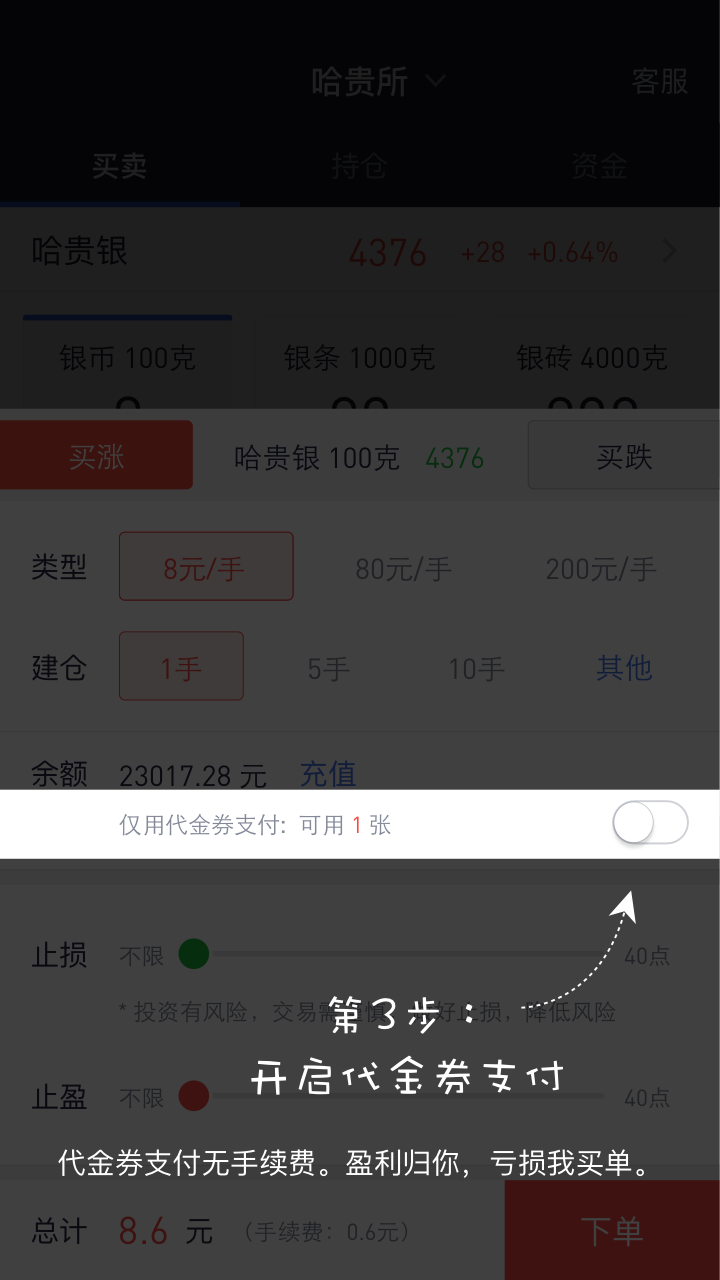 哈贵所 客服
买卖 持仓 资金
哈贵银 4376 +28 +0.64%
银币 100克 银条 1000克 银砖 4000克
买涨 哈贵银 100克 4376 买跌
类型 8元/手 80元/手 200元/手
建仓 1手 5手 10手 其他
余额 23017.28 元 充值
仅用代金券支付: 可用 1 张
止损 不限 40点
* 投资有风险，交易需 好止损，降低风险
第3步：
开启代金券支付
止盈 不限 40点
代金券支付无手续费。盈利归你，亏损我买单。
总计 8.6 元 （手续费：0.6元） 下单